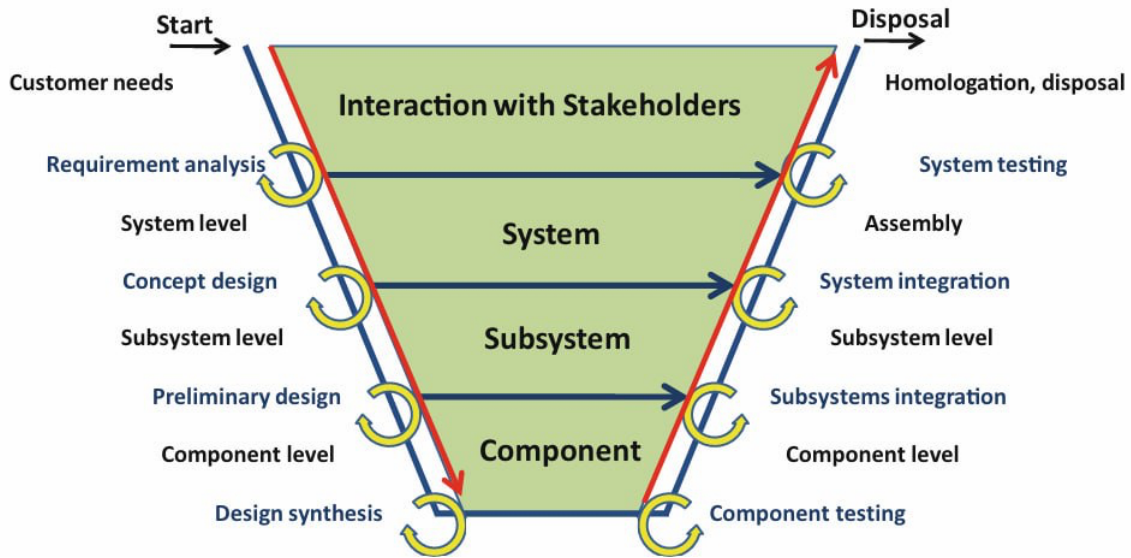 Start
Disposal
Customer needs
Homologation, disposal
Interaction with Stakeholders
Requirement analysis
System testing
System level
System
Assembly
Concept design
System integration
Subsystem level
Subsystem
Subsystem level
Preliminary design
Subsystems integration
Component level
Component
Component level
Design synthesis
Component testing